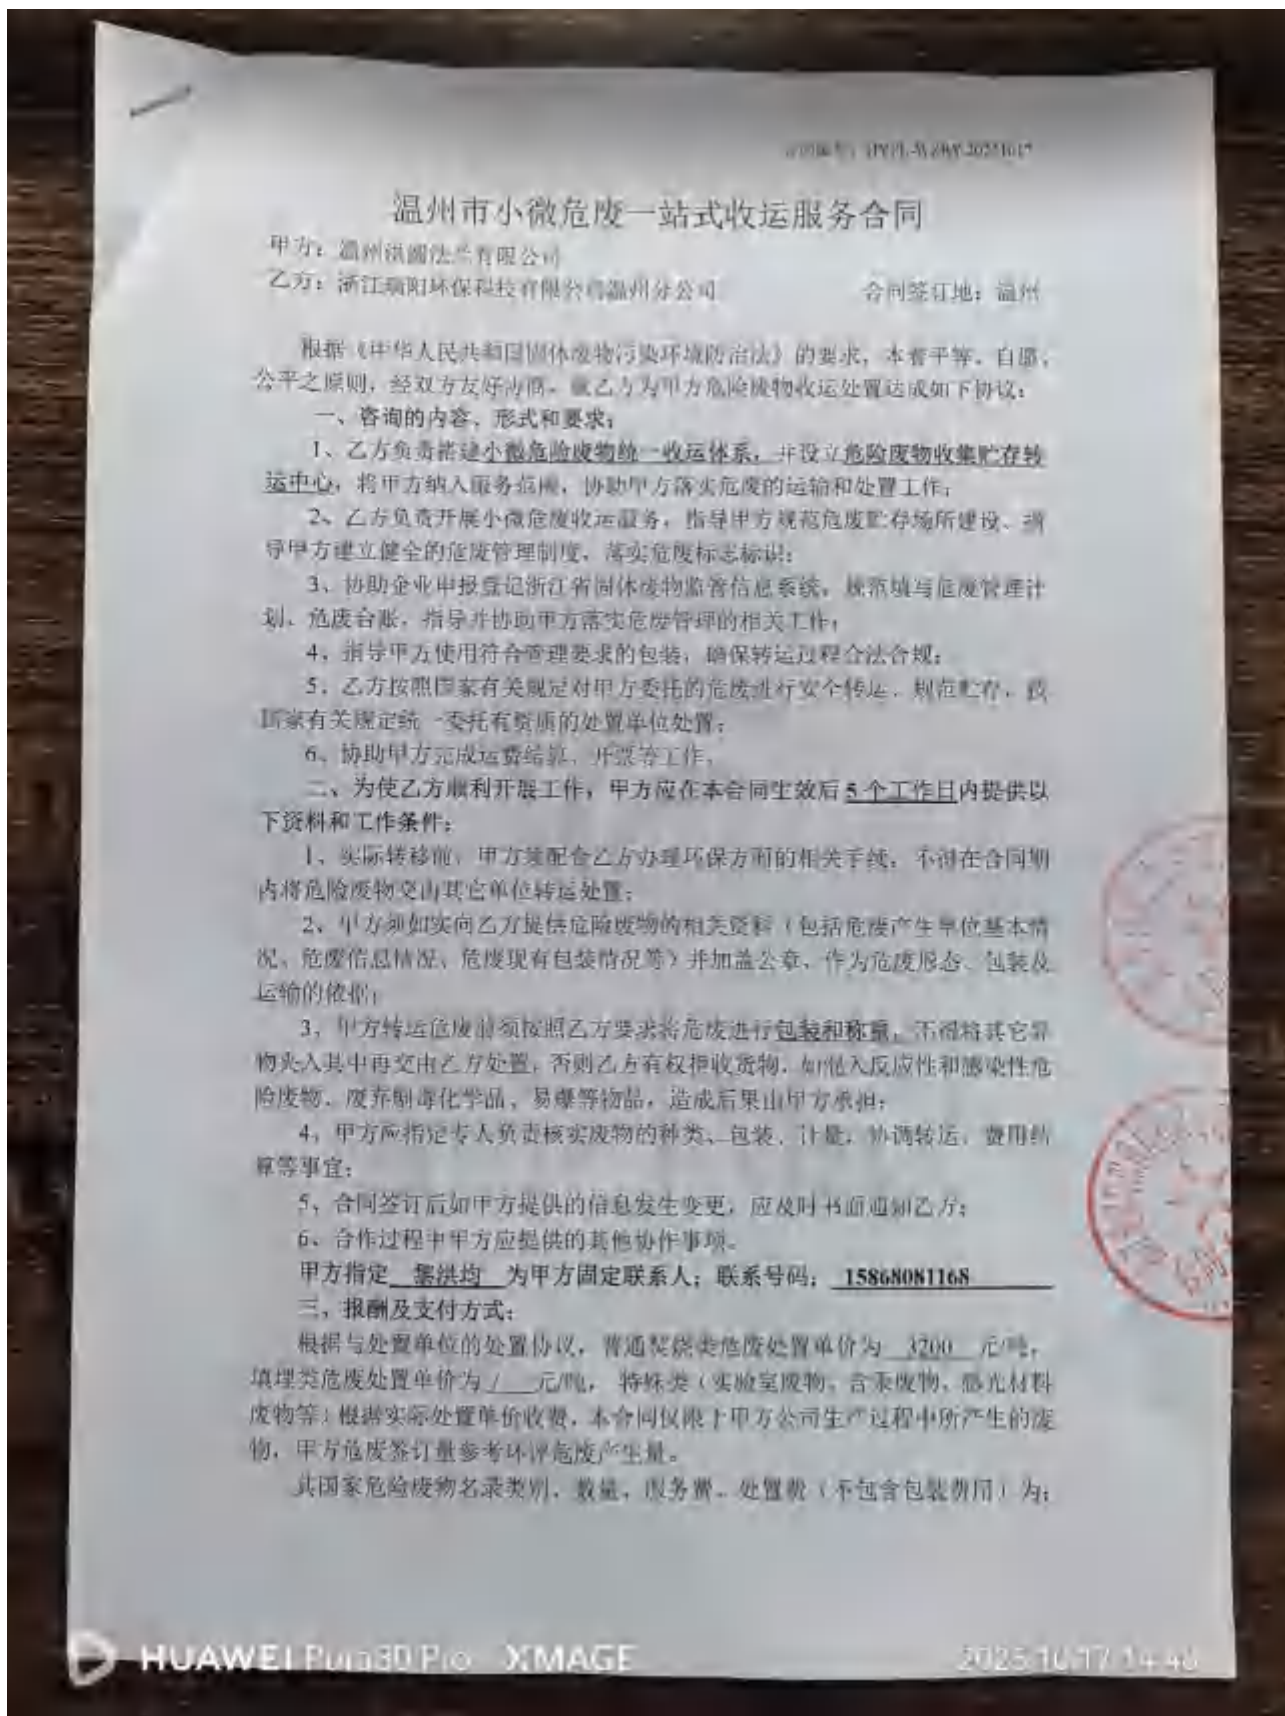 温州市小微危废一站式收运服务合同
甲方：温州洪圆法兰有限公司
乙方：浙江瑞阳环保科技有限公司温州分公司 合同签订地：温州
根据《中华人民共和国固体废物污染环境防治法》的要求，本着平等、自愿、
公平之原则，经双方友好协商，就乙方为甲方危险废物收运处置达成如下协议：
一、咨询的内容、形式和要求：
1、乙方负责搭建小微危险废物统一收运体系，并设立危险废物收集贮存转
运中心，将甲方纳入服务范围，协助甲方落实危废的运输和处置工作；
2、乙方负责开展小微危废收运服务，指导甲方规范危废贮存场所建设、指
导甲方建立健全的危废管理制度，落实危废标志标识；
3、协助企业申报登记浙江省固体废物监管信息系统，规范填写危废管理计
划、危废台账，指导并协助甲方落实危废管理的相关工作；
4、指导甲方使用符合管理要求的包装，确保转运过程合法合规；
5、乙方按照国家有关规定对甲方委托的危废进行安全转运、规范贮存，按
国家有关规定统一委托有资质的处置单位处置；
6、协助甲方完成运费结算、开票等工作。
二、为使乙方顺利开展工作，甲方应在本合同生效后 5 个工作日内提供以
下资料和工作条件：
1、实际转移前，甲方须配合乙方办理环保方面的相关手续，不得在合同期
内将危险废物交由其它单位转运处置；
2、甲方须如实向乙方提供危险废物的相关资料（包括危废产生单位基本情
况、危废信息情况、危废现有包装情况等）并加盖公章，作为危废形态、包装及
运输的依据；
3、甲方转运危废前须按照乙方要求将危废进行包装和称量，不得将其它异
物夹入其中再交由乙方处置，否则乙方有权拒收货物，如混入反应性和感染性危
险废物、废弃剧毒化学品、易爆等物品，造成后果由甲方承担；
4、甲方应指定专人负责核实废物的种类、包装、计量，协调转运、费用结
算等事宜；
5、合同签订后如甲方提供的信息发生变更，应及时书面通知乙方；
6、合作过程中甲方应提供的其他协作事项。
甲方指定 黎洪均 为甲方固定联系人；联系号码： 15868081168
三、报酬及支付方式：
根据与处置单位的处置协议，普通焚烧类危废处置单价为 3200 元/吨，
填埋类危废处置单价为 / 元/吨， 特殊类（实验室废物、含汞废物、感光材料
废物等）根据实际处置单价收费，本合同仅限于甲方公司生产过程中所产生的废
物，甲方危废签订量参考环评危废产生量。
其国家危险废物名录类别、数量、服务费、处置费（不包含包装费用）为：
HUAWEI Pura80 Pro XMAGE
2025.10.17 14:48